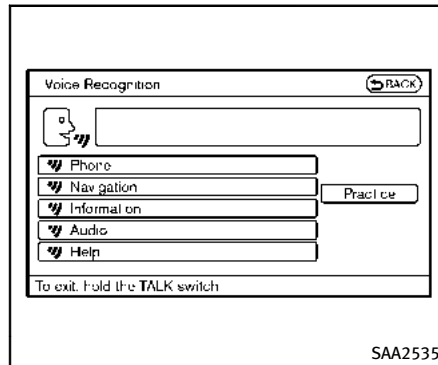 Voice Recognition
BACK
Phone
Navigation
Practice
Information
Audio
Help
To exit, hold the TALK switch
SAA2535